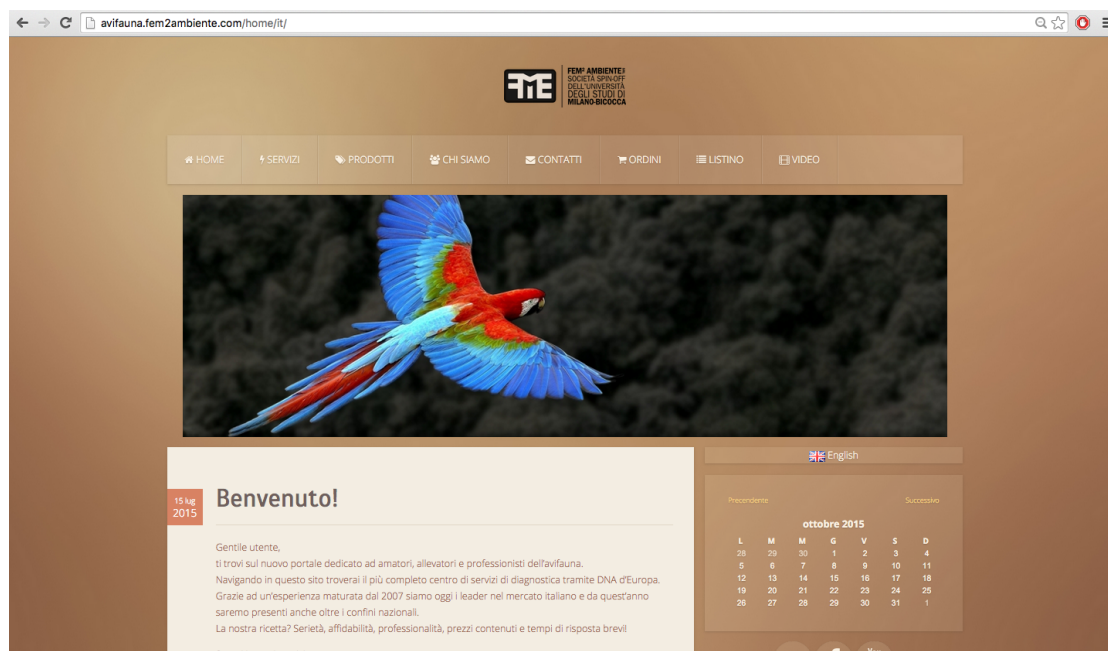 avifauna.fem2ambiente.com/home/it/
FME
FEM² AMBIENTE
SOCIETÀ SPIN-OFF
DELL'UNIVERSITÀ
DEGLI STUDI DI
MILANO-BICOCCA
HOME SERVIZI PRODOTTI CHI SIAMO CONTATTI ORDINI LISTINO VIDEO
English
15 lug
2015
Benvenuto!
Gentile utente,
ti trovi sul nuovo portale dedicato ad amatori, allevatori e professionisti dell'avifauna.
Navigando in questo sito troverai il più completo centro di servizi di diagnostica tramite DNA d'Europa.
Grazie ad un'esperienza maturata dal 2007 siamo oggi i leader nel mercato italiano e da quest'anno
saremo presenti anche oltre i confini nazionali.
La nostra ricetta? Serietà, affidabilità, professionalità, prezzi contenuti e tempi di risposta brevi!
Precendente Successivo
ottobre 2015
L M M G V S D
28 29 30 1 2 3 4
5 6 7 8 9 10 11
12 13 14 15 16 17 18
19 20 21 22 23 24 25
26 27 28 29 30 31 1